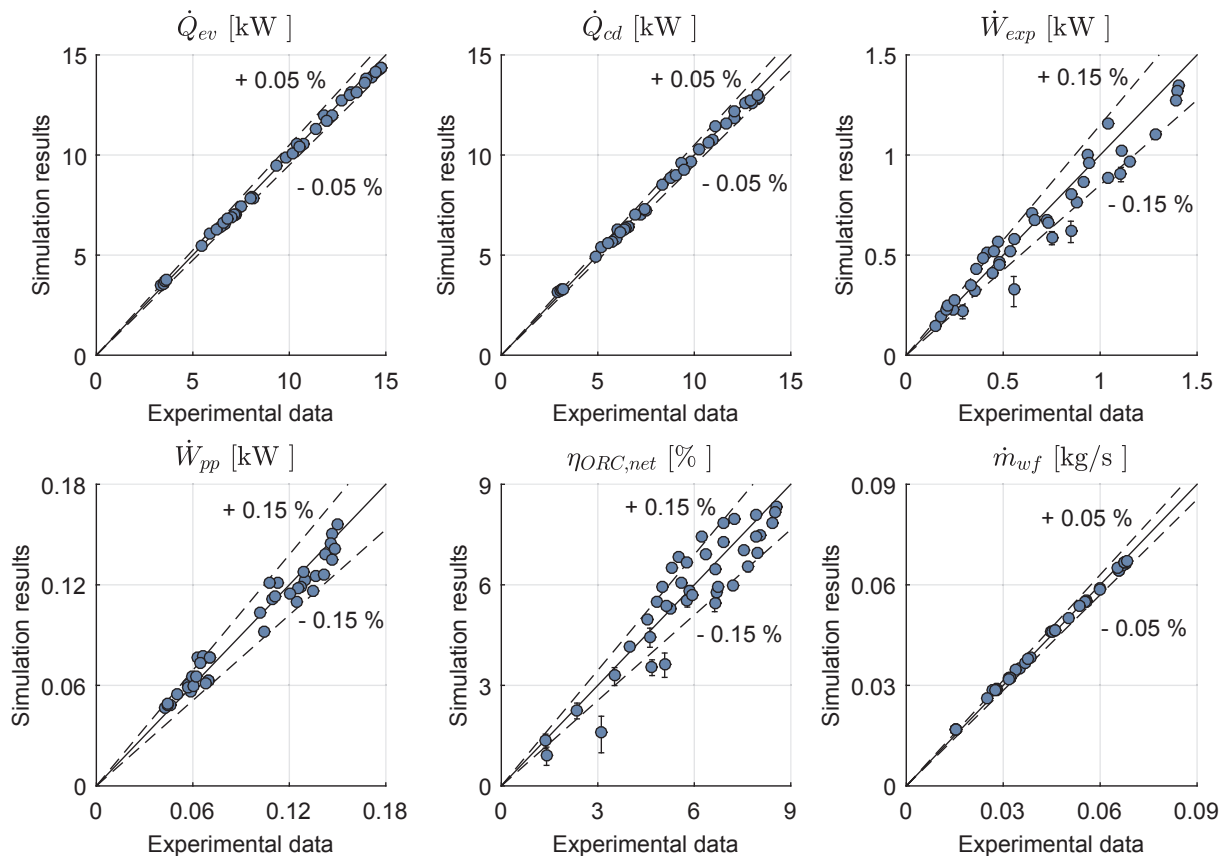 Q̇_ev [kW ]
15
10
5
0
0 5 10 15
+ 0.05 %
- 0.05 %
Simulation results
Experimental data
Q̇_cd [kW ]
15
10
5
0
0 5 10 15
+ 0.05 %
- 0.05 %
Simulation results
Experimental data
Ẇ_exp [kW ]
1.5
1
0.5
0
0 0.5 1 1.5
+ 0.15 %
- 0.15 %
Simulation results
Experimental data
Ẇ_pp [kW ]
0.18
0.12
0.06
0
0 0.06 0.12 0.18
+ 0.15 %
- 0.15 %
Simulation results
Experimental data
η_ORC,net [% ]
9
6
3
0
0 3 6 9
+ 0.15 %
- 0.15 %
Simulation results
Experimental data
ṁ_wf [kg/s ]
0.09
0.06
0.03
0
0 0.03 0.06 0.09
+ 0.05 %
- 0.05 %
Simulation results
Experimental data